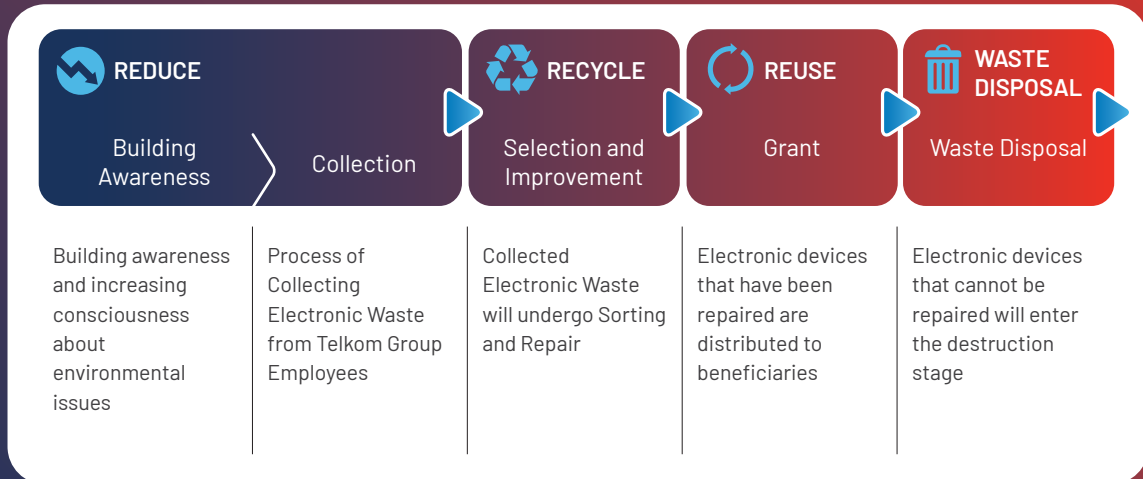 REDUCE
Building
Awareness
Collection
RECYCLE
Selection and
Improvement
REUSE
Grant
WASTE
DISPOSAL
Waste Disposal
Building awareness
and increasing
consciousness
about
environmental
issues
Process of
Collecting
Electronic Waste
from Telkom Group
Employees
Collected
Electronic Waste
will undergo Sorting
and Repair
Electronic devices
that have been
repaired are
distributed to
beneficiaries
Electronic devices
that cannot be
repaired will enter
the destruction
stage